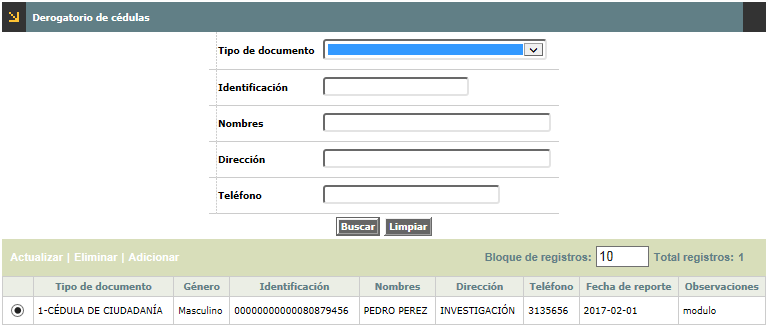 Derogatorio de cédulas
Tipo de documento
Identificación
Nombres
Dirección
Teléfono
Buscar Limpiar
Actualizar | Eliminar | Adicionar Bloque de registros: 10 Total registros: 1
Tipo de documento Género Identificación Nombres Dirección Teléfono Fecha de reporte Observaciones
1-CÉDULA DE CIUDADANÍA Masculino 00000000000080879456 PEDRO PEREZ INVESTIGACIÓN 3135656 2017-02-01 modulo